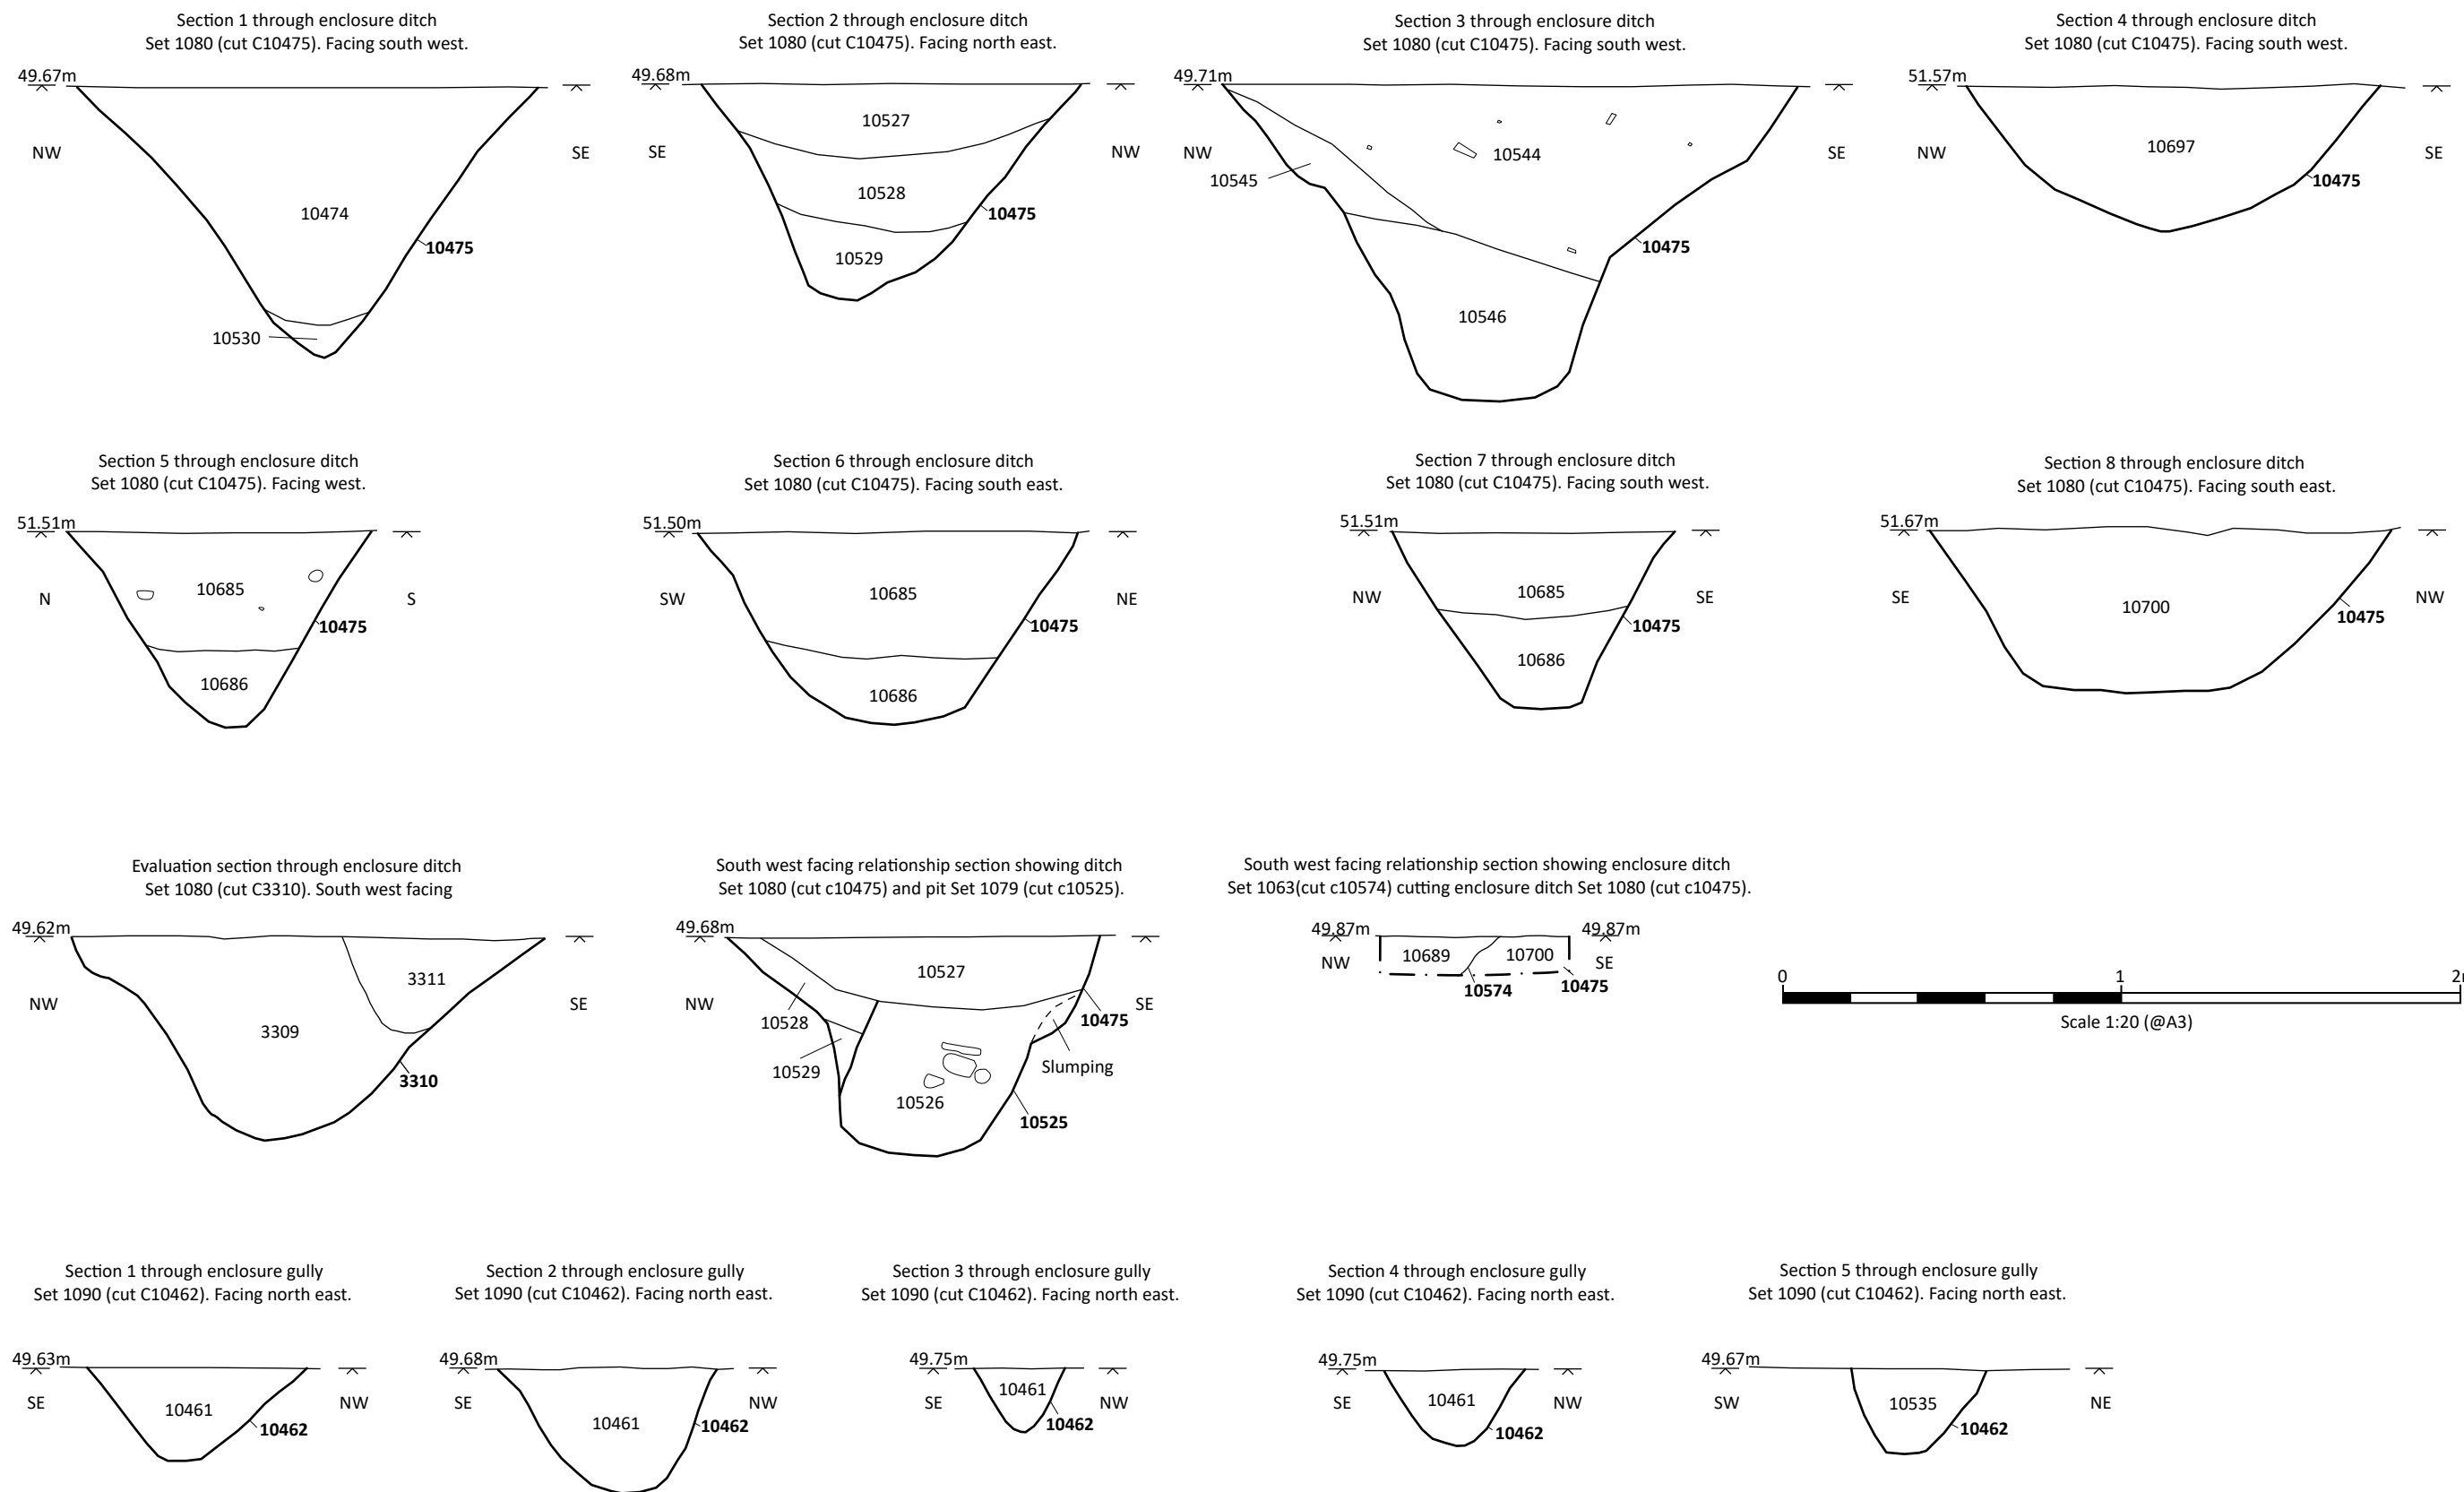 Section 1 through enclosure ditch
Set 1080 (cut C10475). Facing south west.
49.67m
NW
SE
10474
10475
10530
Section 2 through enclosure ditch
Set 1080 (cut C10475). Facing north east.
49.68m
SE
NW
10527
10528
10475
10529
Section 3 through enclosure ditch
Set 1080 (cut C10475). Facing south west.
49.71m
NW
SE
10544
10545
10475
10546
Section 4 through enclosure ditch
Set 1080 (cut C10475). Facing south west.
51.57m
NW
SE
10697
10475
Section 5 through enclosure ditch
Set 1080 (cut C10475). Facing west.
51.51m
N
S
10685
10475
10686
Section 6 through enclosure ditch
Set 1080 (cut C10475). Facing south east.
51.50m
SW
NE
10685
10475
10686
Section 7 through enclosure ditch
Set 1080 (cut C10475). Facing south west.
51.51m
NW
SE
10685
10475
10686
Section 8 through enclosure ditch
Set 1080 (cut C10475). Facing south east.
51.67m
SE
NW
10700
10475
Evaluation section through enclosure ditch
Set 1080 (cut C3310). South west facing
49.62m
NW
SE
3311
3309
3310
South west facing relationship section showing ditch
Set 1080 (cut c10475) and pit Set 1079 (cut c10525).
49.68m
NW
SE
10527
10528
10475
10529
Slumping
10526
10525
South west facing relationship section showing enclosure ditch
Set 1063(cut c10574) cutting enclosure ditch Set 1080 (cut c10475).
49.87m
49.87m
NW
10689
10700
SE
10574
10475
0
1
2m
Scale 1:20 (@A3)
Section 1 through enclosure gully
Set 1090 (cut C10462). Facing north east.
49.63m
SE
NW
10461
10462
Section 2 through enclosure gully
Set 1090 (cut C10462). Facing north east.
49.68m
SE
NW
10461
10462
Section 3 through enclosure gully
Set 1090 (cut C10462). Facing north east.
49.75m
SE
NW
10461
10462
Section 4 through enclosure gully
Set 1090 (cut C10462). Facing north east.
49.75m
SE
NW
10461
10462
Section 5 through enclosure gully
Set 1090 (cut C10462). Facing north east.
49.67m
SW
NE
10535
10462